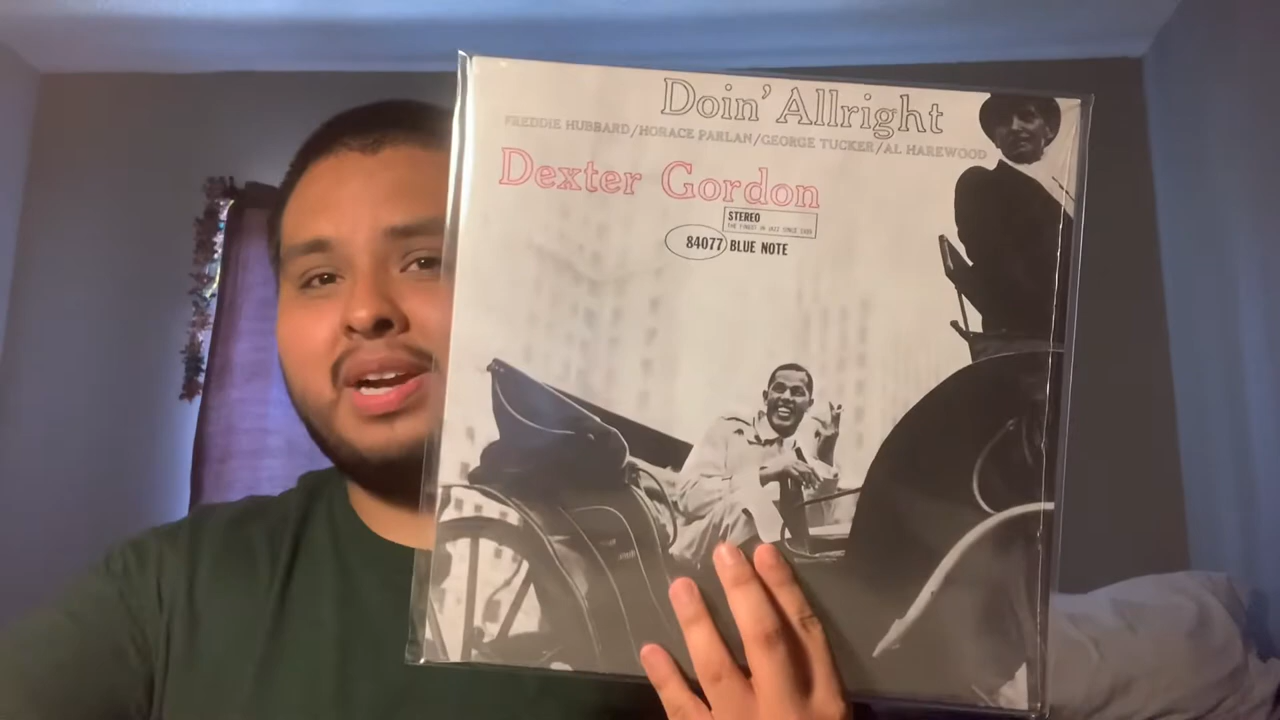 Doin' Allright
FREDDIE HUBBARD/HORACE PARLAN/GEORGE TUCKER/AL HAREWOOD
Dexter Gordon
STEREO
THE FINEST IN JAZZ SINCE 1939
84077 BLUE NOTE